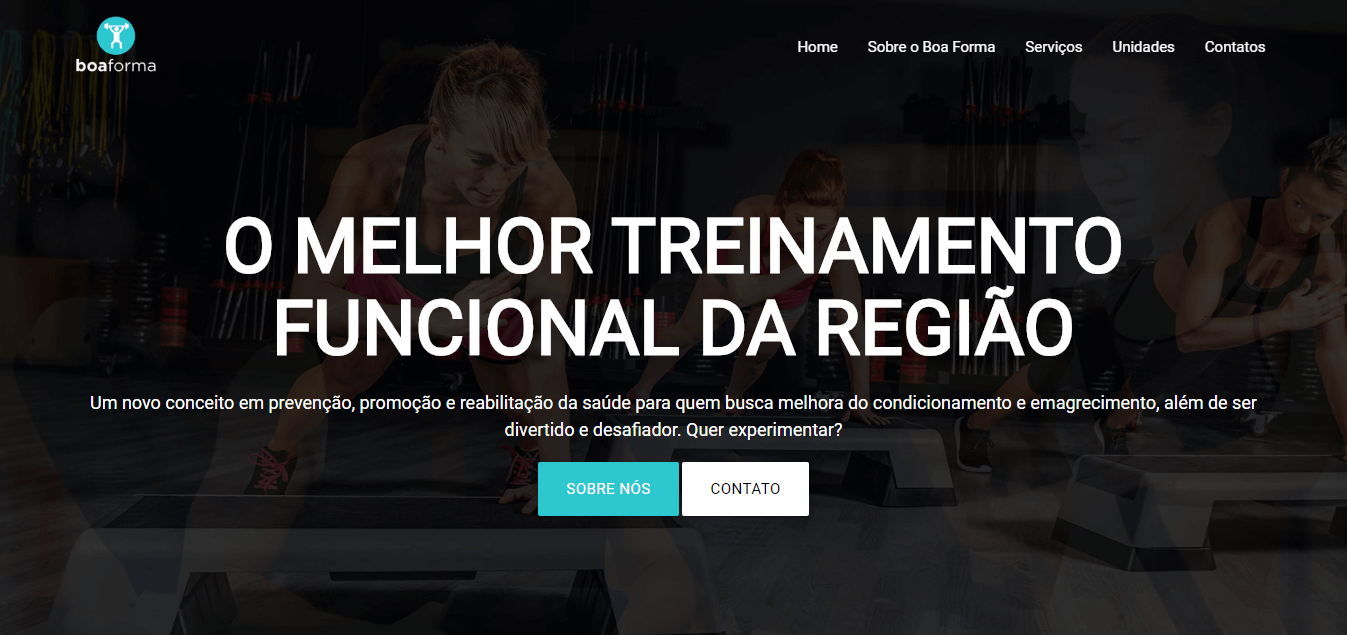 boaforma
Home Sobre o Boa Forma Serviços Unidades Contatos
O MELHOR TREINAMENTO
FUNCIONAL DA REGIÃO
Um novo conceito em prevenção, promoção e reabilitação da saúde para quem busca melhora do condicionamento e emagrecimento, além de ser
divertido e desafiador. Quer experimentar?
SOBRE NÓS CONTATO